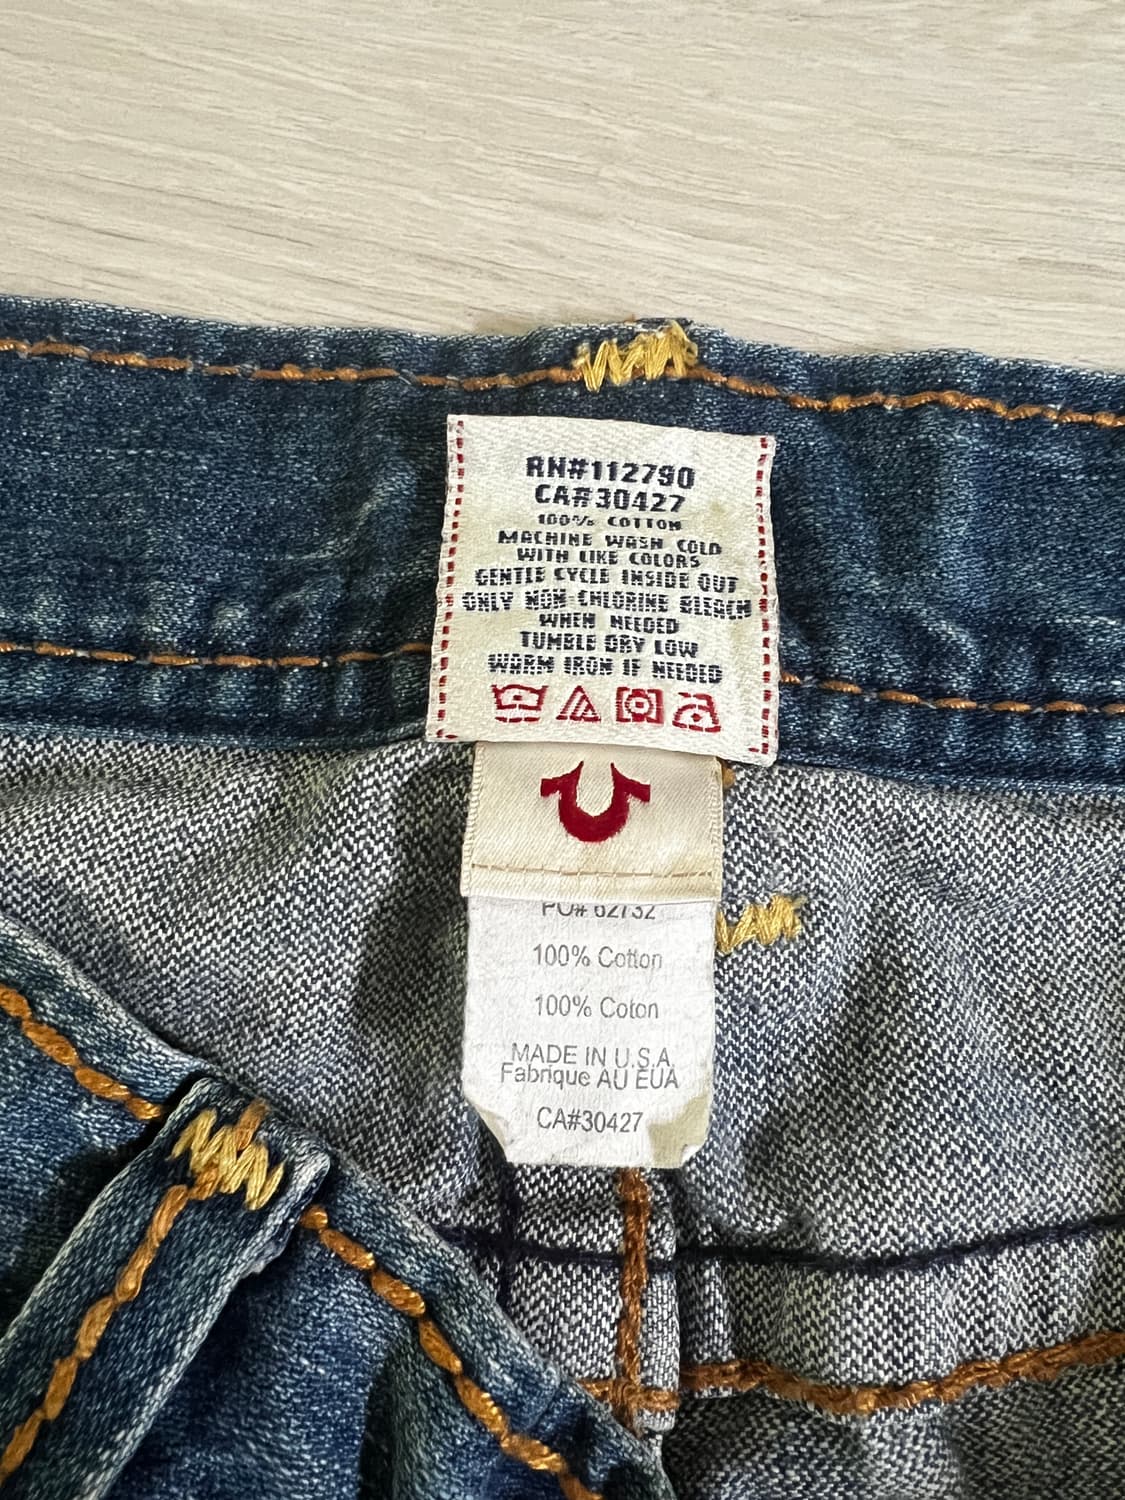 RN#112790
CA#30427
100% COTTON
MACHINE WASH COLD
WITH LIKE COLORS
GENTLE CYCLE INSIDE OUT
ONLY NON CHLORINE BLEACH
WHEN NEEDED
TUMBLE DRY LOW
WARM IRON IF NEEDED
PO#
100% Cotton
100% Coton
MADE IN U.S.A.
Fabrique AU EUA
CA#30427